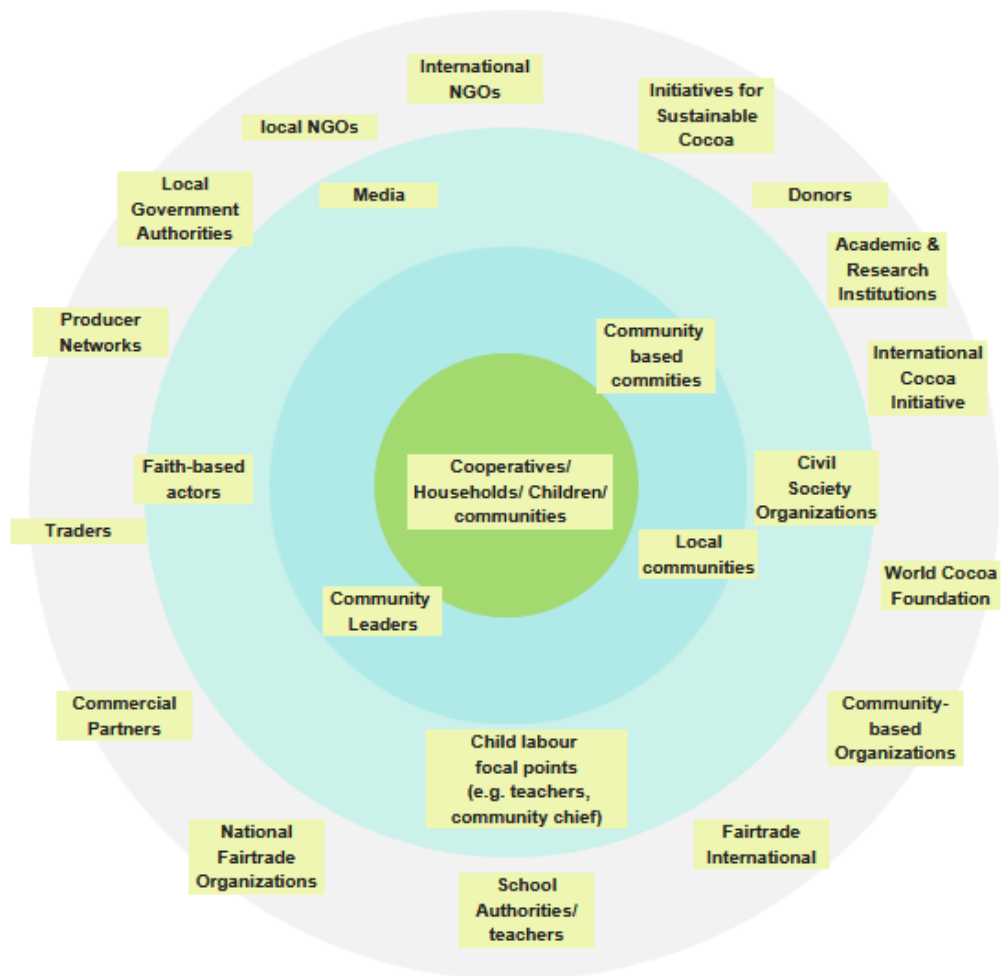 International
NGOs
Initiatives for
Sustainable
Cocoa
local NGOs
Local
Government
Authorities
Media
Donors
Academic &
Research
Institutions
Producer
Networks
Community
based
commities
International
Cocoa
Initiative
Faith-based
actors
Cooperatives/
Households/ Children/
communities
Civil
Society
Organizations
Traders
Local
communities
World Cocoa
Foundation
Community
Leaders
Commercial
Partners
Community-
based
Organizations
Child labour
focal points
(e.g. teachers,
community chief)
National
Fairtrade
Organizations
Fairtrade
International
School
Authorities/
teachers